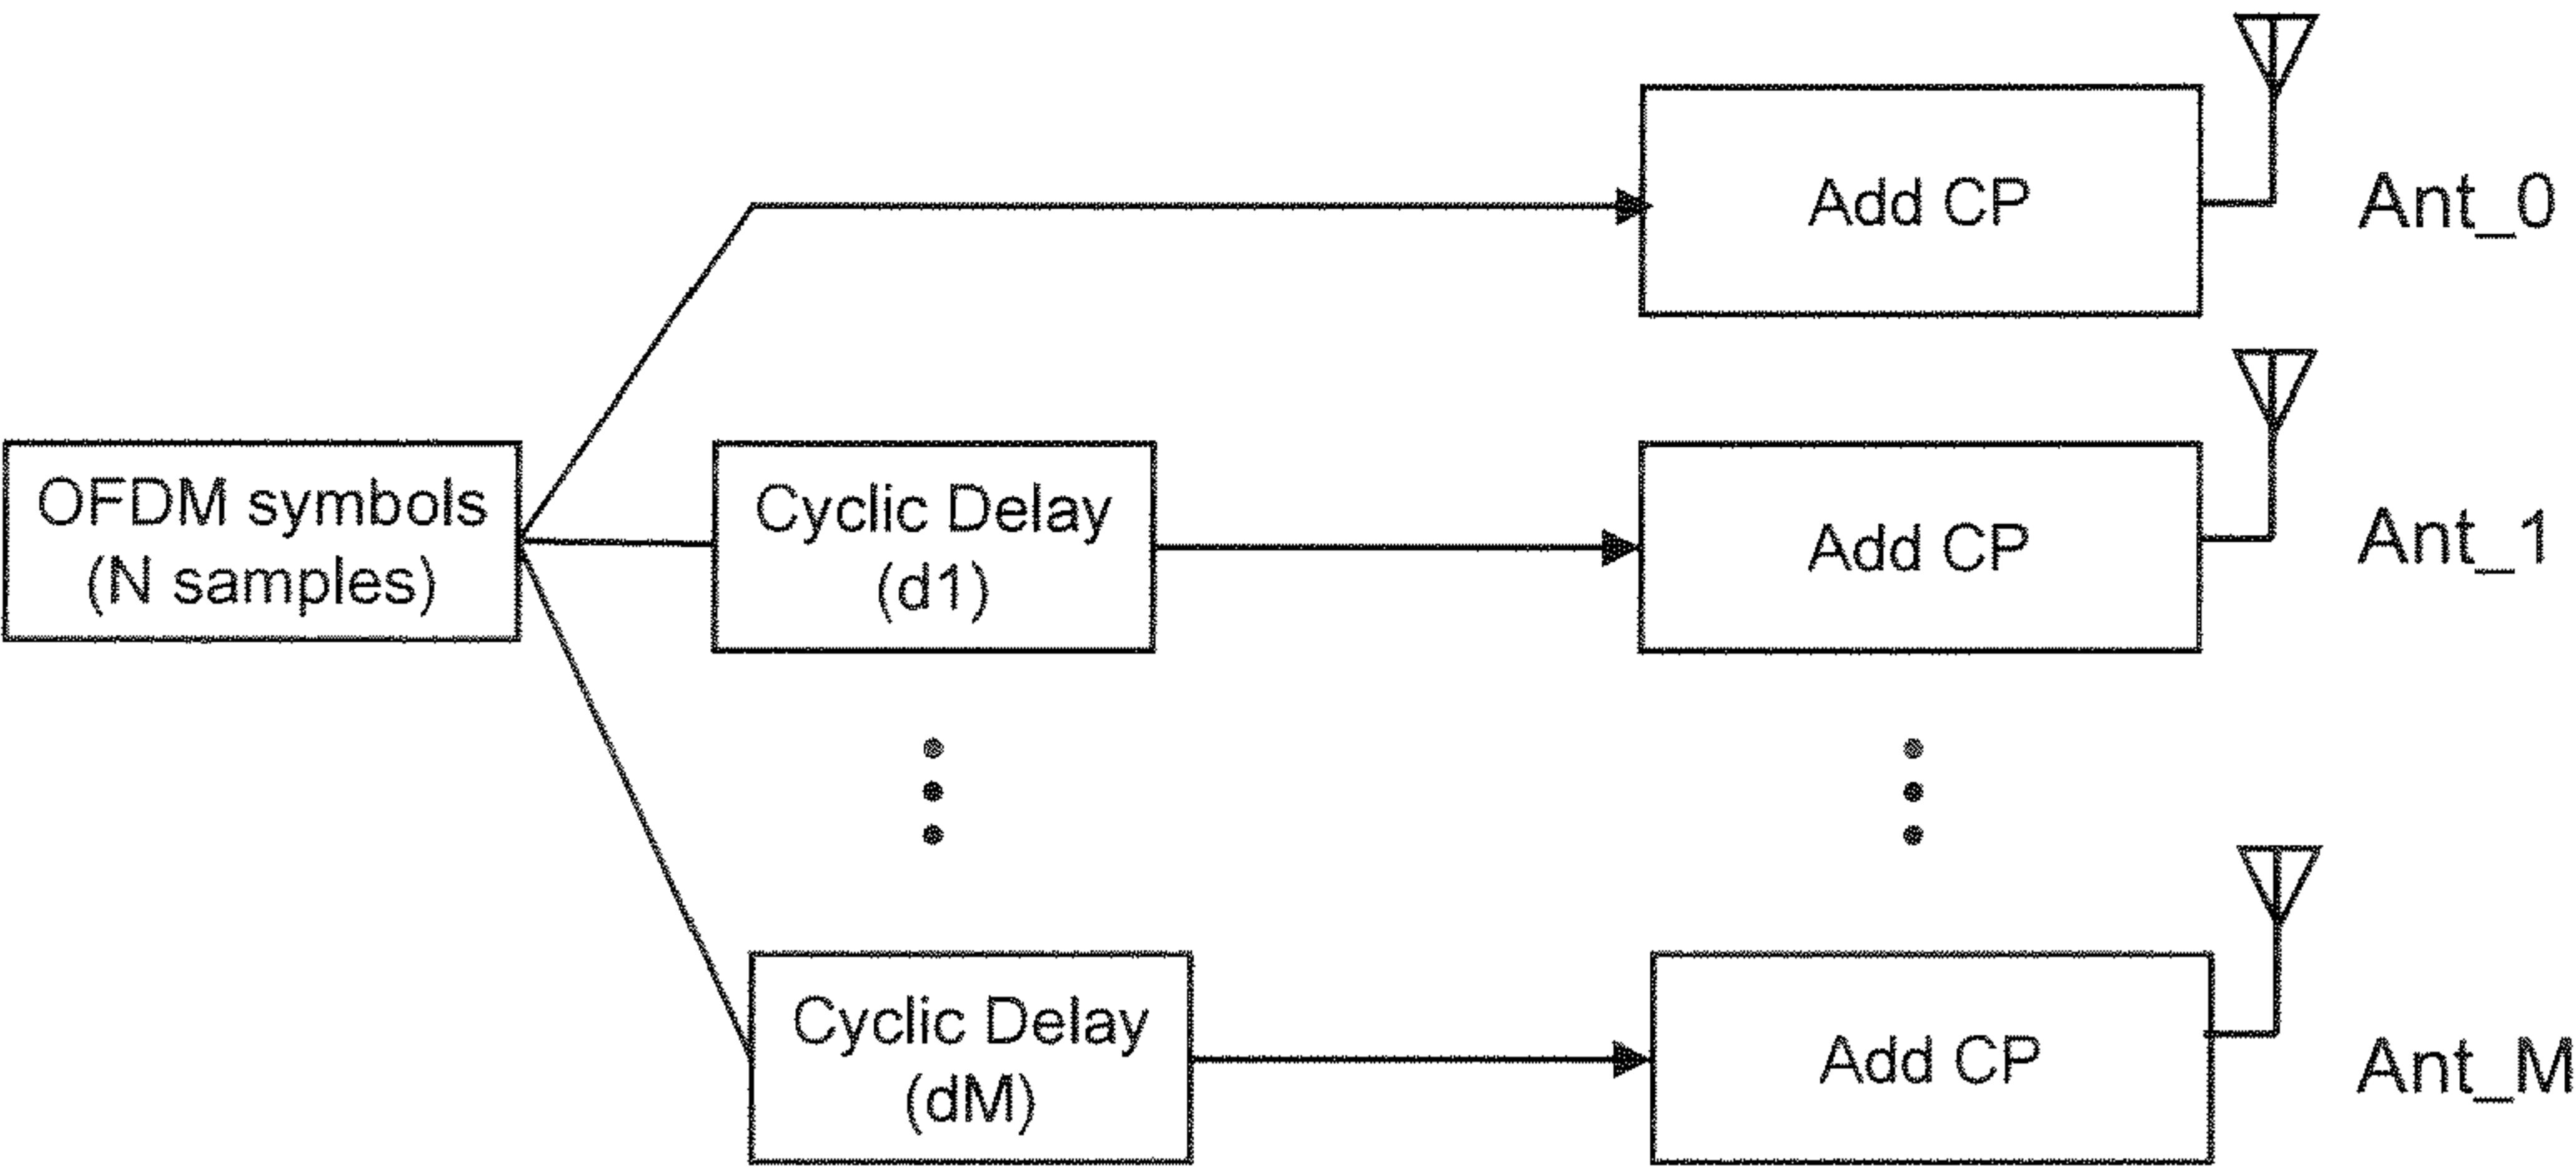 Add CP
Ant_0
OFDM symbols
(N samples)
Cyclic Delay
(d1)
Add CP
Ant_1
Cyclic Delay
(dM)
Add CP
Ant_M